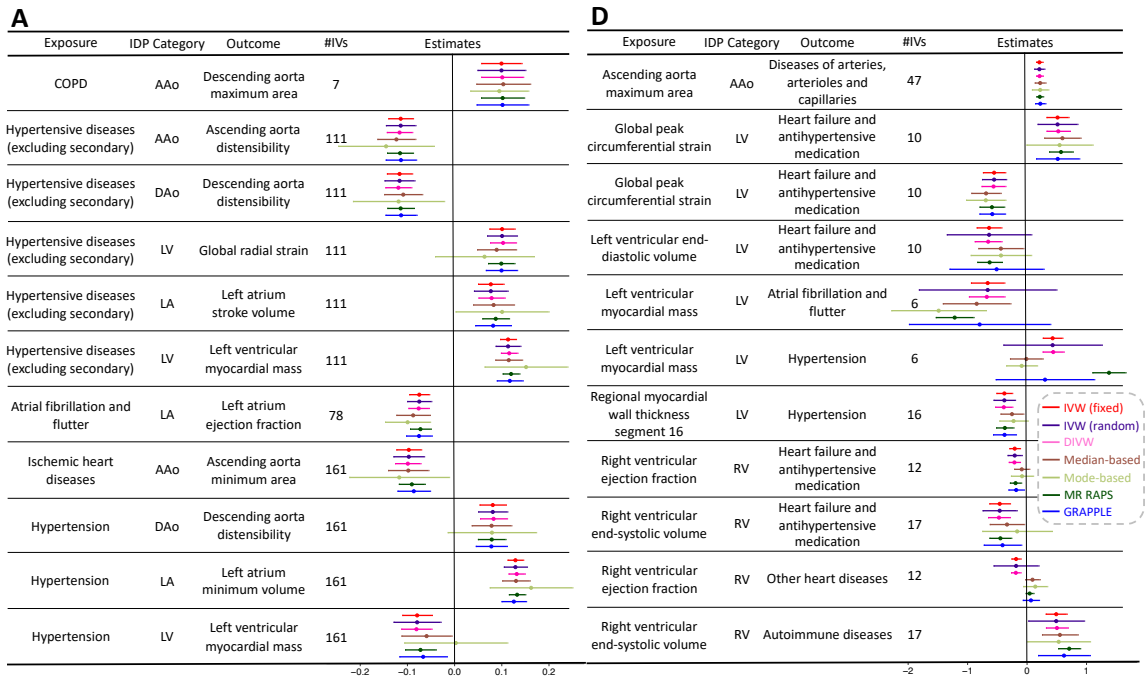 A
Exposure IDP Category Outcome #IVs Estimates
COPD AAo Descending aorta maximum area 7
Hypertensive diseases (excluding secondary) AAo Ascending aorta distensibility 111
Hypertensive diseases (excluding secondary) DAo Descending aorta distensibility 111
Hypertensive diseases (excluding secondary) LV Global radial strain 111
Hypertensive diseases (excluding secondary) LA Left atrium stroke volume 111
Hypertensive diseases (excluding secondary) LV Left ventricular myocardial mass 111
Atrial fibrillation and flutter LA Left atrium ejection fraction 78
Ischemic heart diseases AAo Ascending aorta minimum area 161
Hypertension DAo Descending aorta distensibility 161
Hypertension LA Left atrium minimum volume 161
Hypertension LV Left ventricular myocardial mass 161
−0.2 −0.1 0.0 0.1 0.2
D
Exposure IDP Category Outcome #IVs Estimates
Ascending aorta maximum area AAo Diseases of arteries, arterioles and capillaries 47
Global peak circumferential strain LV Heart failure and antihypertensive medication 10
Global peak circumferential strain LV Heart failure and antihypertensive medication 10
Left ventricular end-diastolic volume LV Heart failure and antihypertensive medication 10
Left ventricular myocardial mass LV Atrial fibrillation and flutter 6
Left ventricular myocardial mass LV Hypertension 6
Regional myocardial wall thickness segment 16 LV Hypertension 16
Right ventricular ejection fraction RV Heart failure and antihypertensive medication 12
Right ventricular end-systolic volume RV Heart failure and antihypertensive medication 17
Right ventricular ejection fraction RV Other heart diseases 12
Right ventricular end-systolic volume RV Autoimmune diseases 17
−2 −1 0 1
IVW (fixed)
IVW (random)
DIVW
Median-based
Mode-based
MR RAPS
GRAPPLE